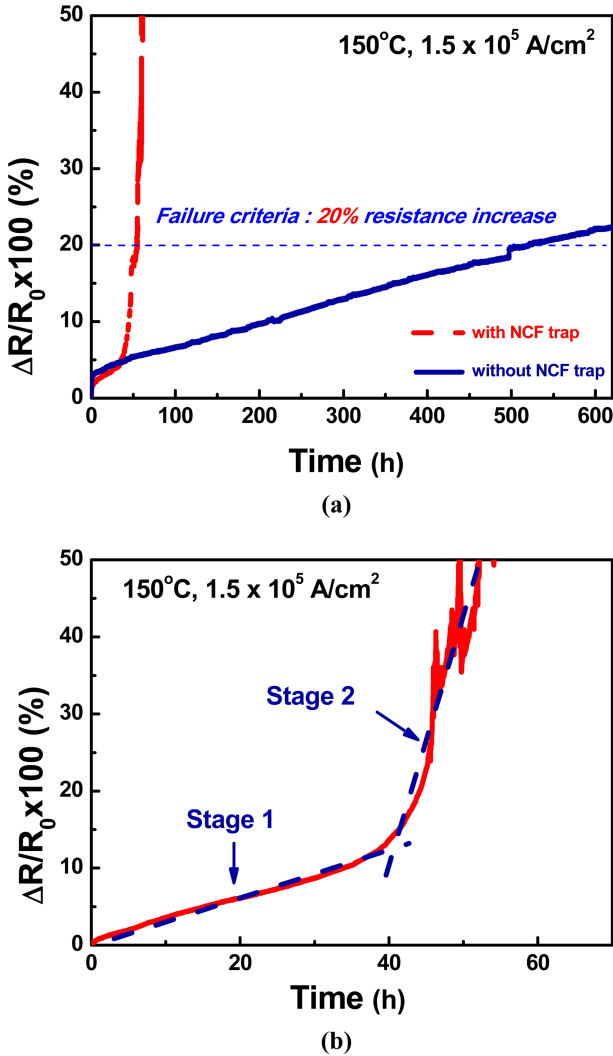 150°C, 1.5 x 10⁵ A/cm²
50
40
30
20
10
0
ΔR/R₀x100 (%)
Failure criteria : 20% resistance increase
with NCF trap
without NCF trap
0 100 200 300 400 500 600
Time (h)
(a)
150°C, 1.5 x 10⁵ A/cm²
50
40
30
20
10
0
ΔR/R₀x100 (%)
Stage 2
Stage 1
0 20 40 60
Time (h)
(b)